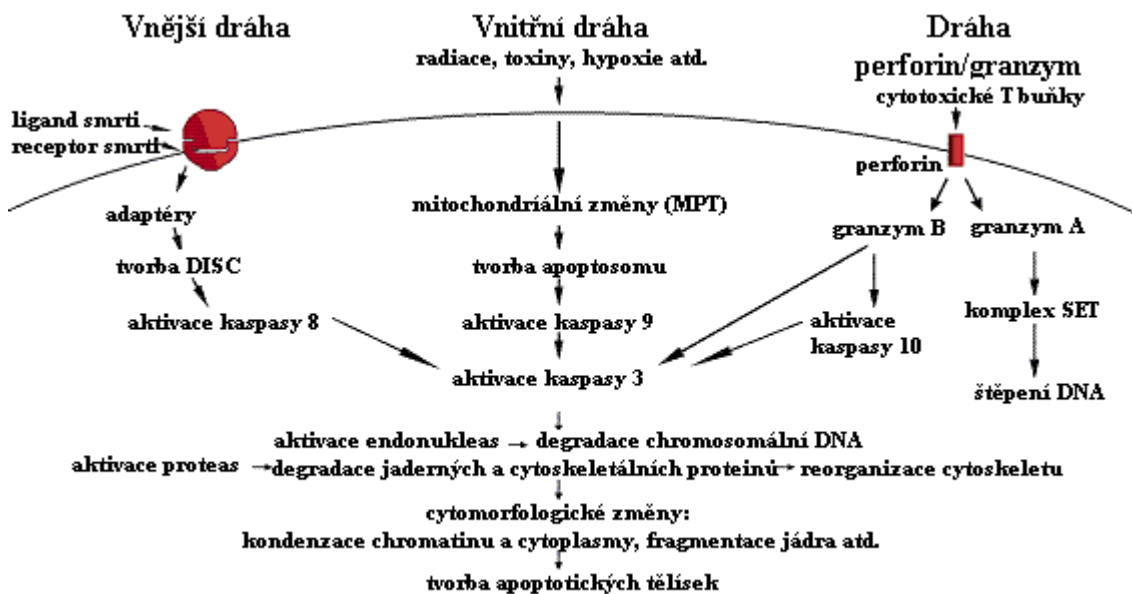 Vnější dráha
Vnitřní dráha
radiace, toxiny, hypoxie atd.
Dráha
perforin/granzym
cytotoxické T buňky
ligand smrti
receptor smrti
perforin
adaptéry
tvorba DISC
aktivace kaspasy 8
mitochondríální změny (MPT)
tvorba apoptosomu
aktivace kaspasy 9
granzym B
granzym A
aktivace
kaspasy 10
komplex SET
štěpení DNA
aktivace kaspasy 3
aktivace endonukleas
degradace chromosomální DNA
aktivace proteas
degradace jaderných a cytoskeletálních proteinů
reorganizace cytoskeletu
cytomorfologické změny:
kondenzace chromatinu a cytoplasmy, fragmentace jádra atd.
tvorba apoptotických tělísek